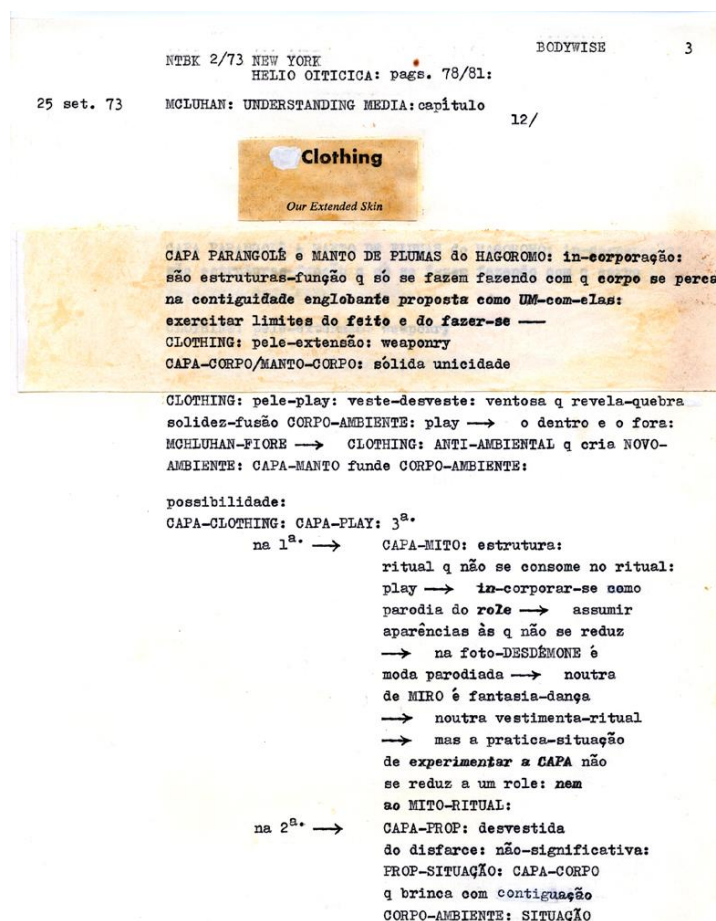 BODYWISE 3
NTBK 2/73 NEW YORK
HELIO OITICICA: pags. 78/81:
25 set. 73 MCLUHAN: UNDERSTANDING MEDIA: capítulo
12/
Clothing
Our Extended Skin
CAPA PARANGOLÉ e MANTO DE PLUMAS do HAGOROMO: in-corporação:
são estruturas-função q só se fazem fazendo com q corpo se perca
na contiguidade englobante proposta como UM-com-elas:
exercitar limites do feito e do fazer-se —
CLOTHING: pele-extensão: weaponry
CAPA-CORPO/MANTO-CORPO: sólida unicidade
CLOTHING: pele-play: veste-desveste: ventosa q revela-quebra
solidez-fusão CORPO-AMBIENTE: play → o dentro e o fora:
MCHLUHAN-FIORE → CLOTHING: ANTI-AMBIENTAL q cria NOVO-
AMBIENTE: CAPA-MANTO funde CORPO-AMBIENTE:
possibilidade:
CAPA-CLOTHING: CAPA-PLAY: 3ª.
na 1ª. → CAPA-MITO: estrutura:
ritual q não se consome no ritual:
play → in-corporar-se como
parodia do role → assumir
aparências às q não se reduz
→ na foto-DESDÉMONE é
moda parodiada → noutra
de MIRO é fantasia-dança
→ noutra vestimenta-ritual
→ mas a pratica-situação
de experimentar a CAPA não
se reduz a um role: nem
ao MITO-RITUAL:
na 2ª. → CAPA-PROP: desvestida
do disfarce: não-significativa:
PROP-SITUAÇÃO: CAPA-CORPO
q brinca com contiguação
CORPO-AMBIENTE: SITUAÇÃO